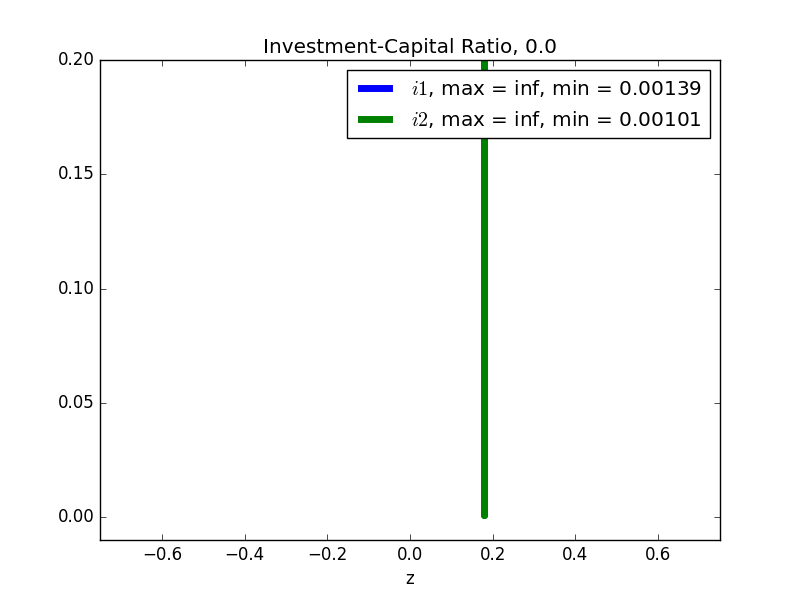 Investment-Capital Ratio, 0.0
i1, max = inf, min = 0.00139
i2, max = inf, min = 0.00101
0.20
0.15
0.10
0.05
0.00
−0.6 −0.4 −0.2 0.0 0.2 0.4 0.6
z